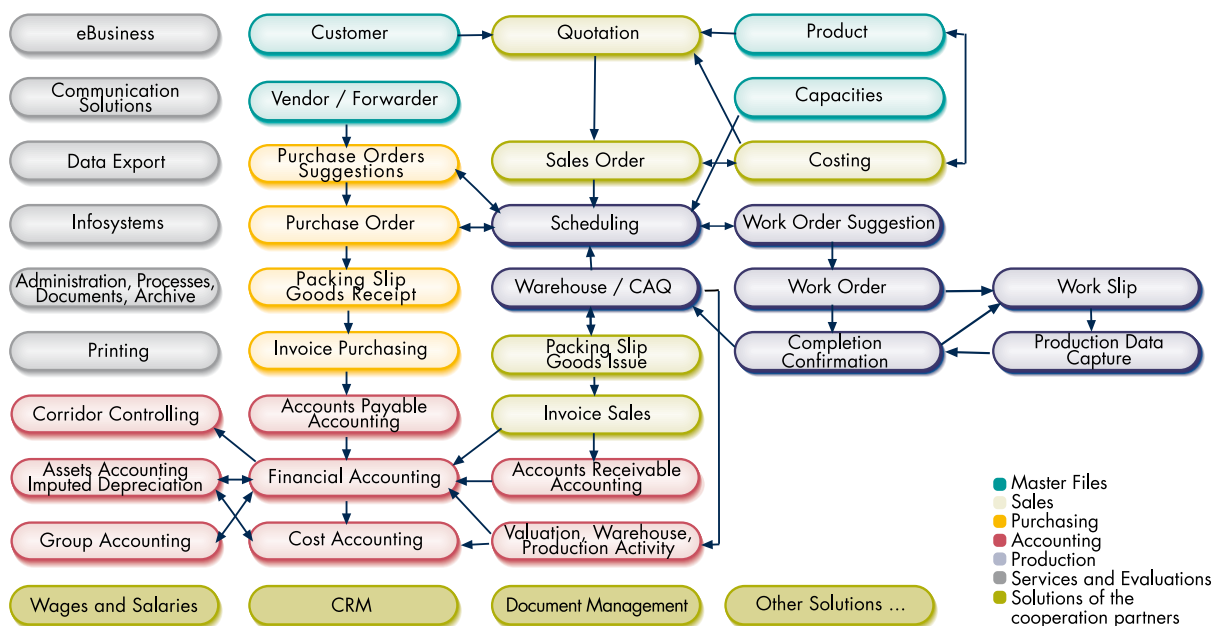 eBusiness
Customer
Quotation
Product
Communication
Solutions
Vendor / Forwarder
Capacities
Data Export
Purchase Orders
Suggestions
Sales Order
Costing
Infosystems
Purchase Order
Scheduling
Work Order Suggestion
Administration, Processes,
Documents, Archive
Packing Slip
Goods Receipt
Warehouse / CAQ
Work Order
Work Slip
Printing
Invoice Purchasing
Packing Slip
Goods Issue
Completion
Confirmation
Production Data
Capture
Corridor Controlling
Accounts Payable
Accounting
Invoice Sales
Assets Accounting
Imputed Depreciation
Financial Accounting
Accounts Receivable
Accounting
Group Accounting
Cost Accounting
Valuation, Warehouse,
Production Activity
Wages and Salaries
CRM
Document Management
Other Solutions ...
Master Files
Sales
Purchasing
Accounting
Production
Services and Evaluations
Solutions of the
cooperation partners